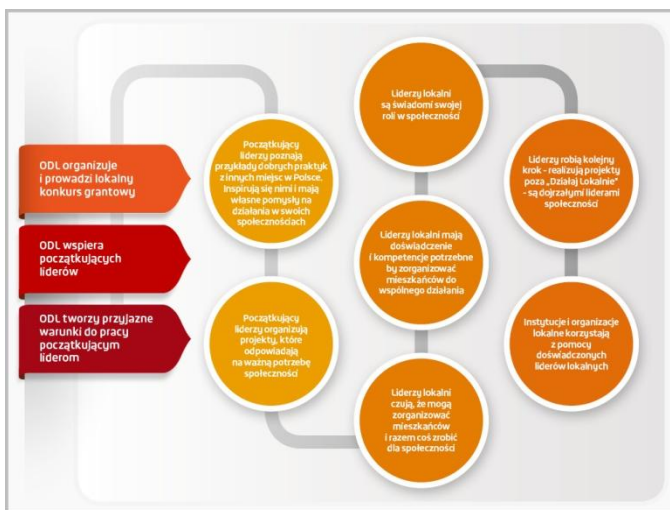 ODL organizuje
i prowadzi lokalny
konkurs grantowy
ODL wspiera
początkujących
liderów
ODL tworzy przyjazne
warunki do pracy
początkującym
liderom
Początkujący
liderzy poznają
przykłady dobrych praktyk
z innych miejsc w Polsce.
Inspirują się nimi i mają
własne pomysły na
działania w swoich
społecznościach
Początkujący
liderzy organizują
projekty, które
odpowiadają
na ważną potrzebę
społeczności
Liderzy lokalni
są świadomi swojej
roli w społeczności
Liderzy lokalni mają
doświadczenie
i kompetencje potrzebne
by zorganizować
mieszkańców do
wspólnego działania
Liderzy lokalni
czują, że mogą
zorganizować
mieszkańców
i razem coś zrobić
dla społeczności
Liderzy robią kolejny
krok - realizują projekty
poza „Działaj Lokalnie”
- są dojrzałymi liderami
społeczności
Instytucje i organizacje
lokalne korzystają
z pomocy
doświadczonych
liderów lokalnych